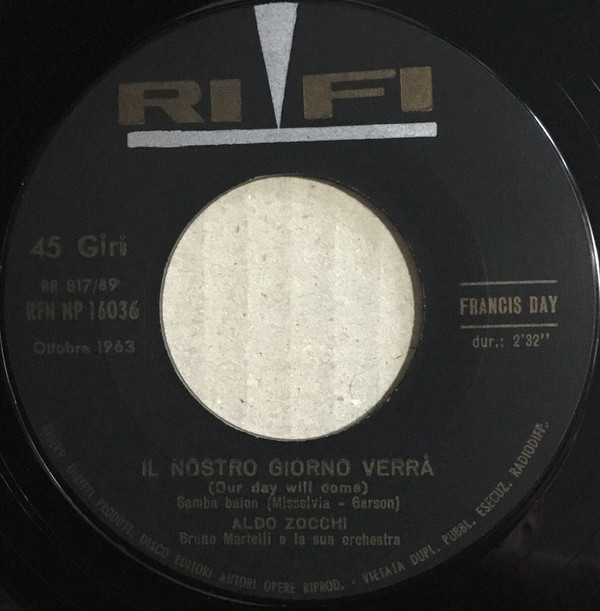 RI FI
45 Giri
RR 817/89
RFN NP 16036
Ottobre 1963
FRANCIS DAY
dur.: 2'32''
IL NOSTRO GIORNO VERRÀ
(Our day will come)
Samba baion (Misselvia - Garson)
ALDO ZOCCHI
Bruno Martelli e la sua orchestra
DIRITTI PRODUT. DISCO EDITORI AUTORI OPERE RIPROD. - VIETATA DUPL. PUBBL. ESECUZ. RADIODIFF.